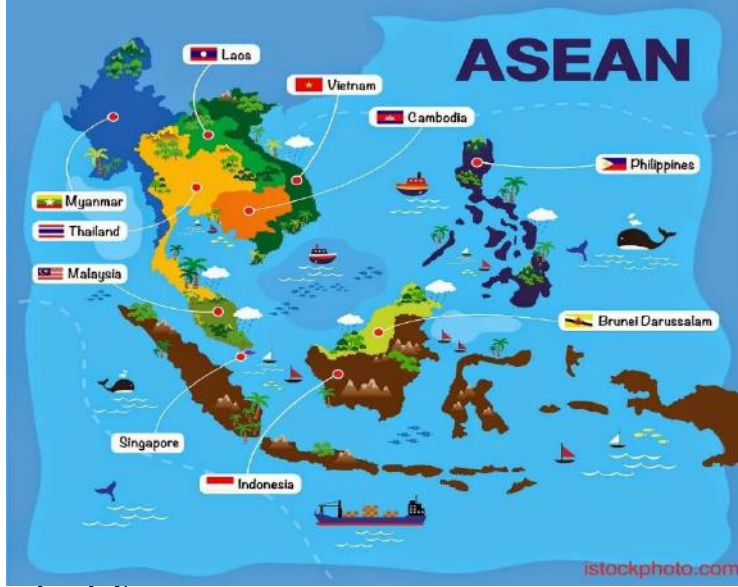 ASEAN
Laos
Vietnam
Cambodia
Philippines
Myanmar
Thailand
Malaysia
Brunei Darussalam
Singapore
Indonesia
istockphoto.com